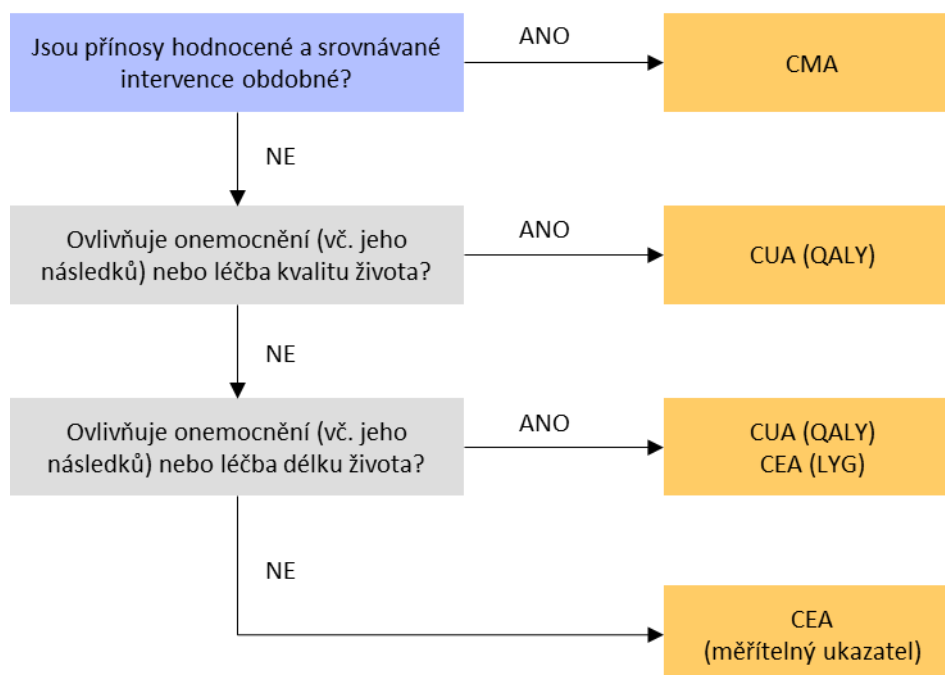 Jsou přínosy hodnocené a srovnávané
intervence obdobné?
ANO
CMA
NE
Ovlivňuje onemocnění (vč. jeho
následků) nebo léčba kvalitu života?
ANO
CUA (QALY)
NE
Ovlivňuje onemocnění (vč. jeho
následků) nebo léčba délku života?
ANO
CUA (QALY)
CEA (LYG)
NE
CEA
(měřítelný ukazatel)